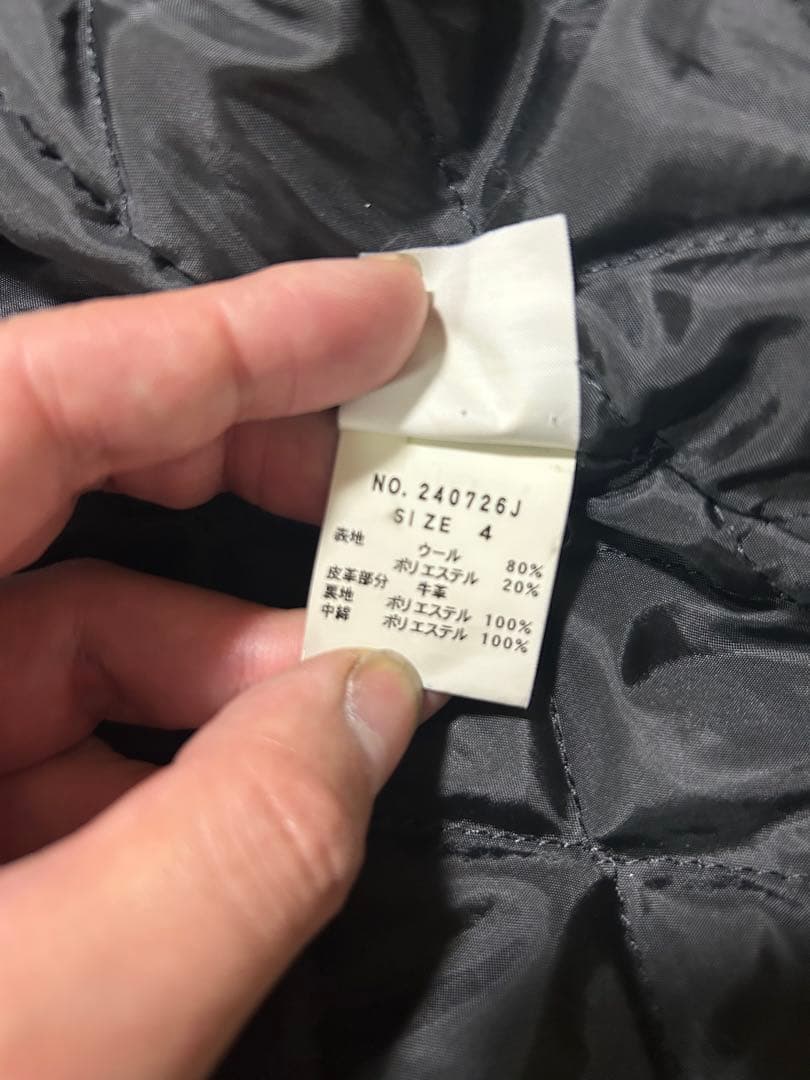 NO. 240726J
SIZE 4
表地 ウール 80%
ポリエステル 20%
皮革部分 牛革
裏地 ポリエステル 100%
中綿 ポリエステル 100%